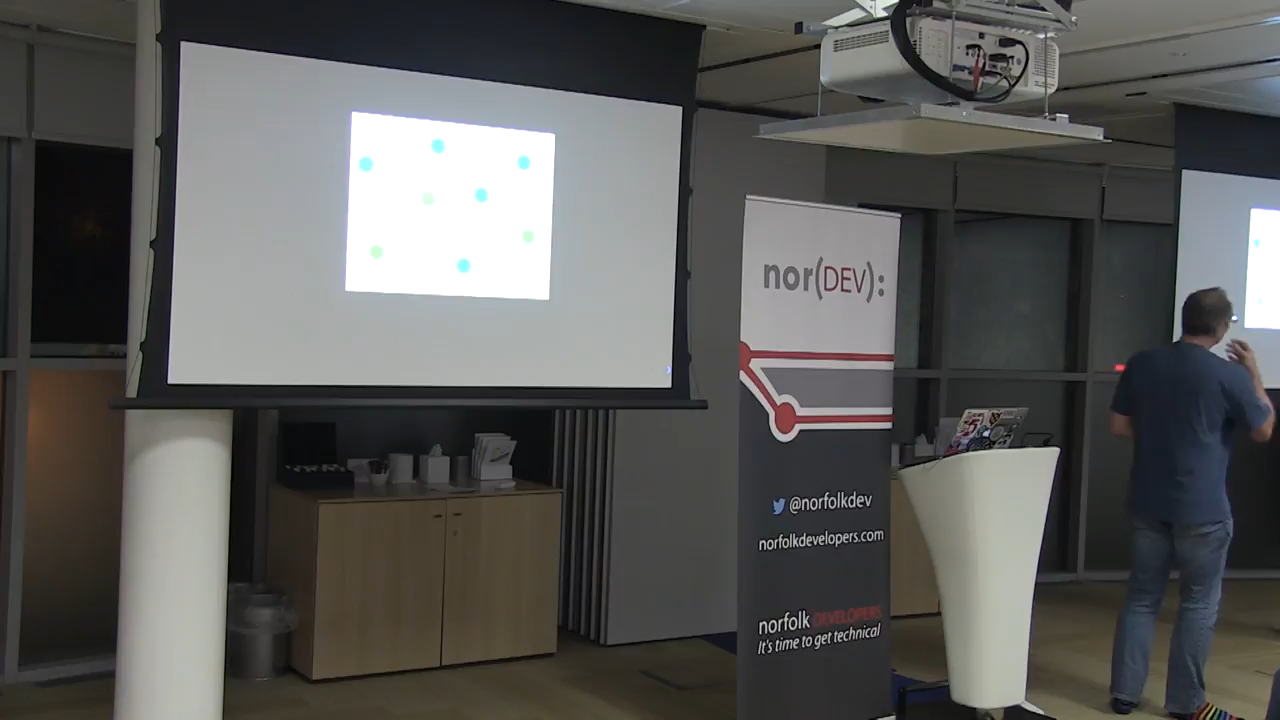 nor(DEV):
@norfolkdev
norfolkdevelopers.com
norfolk DEVELOPERS
It's time to get technical